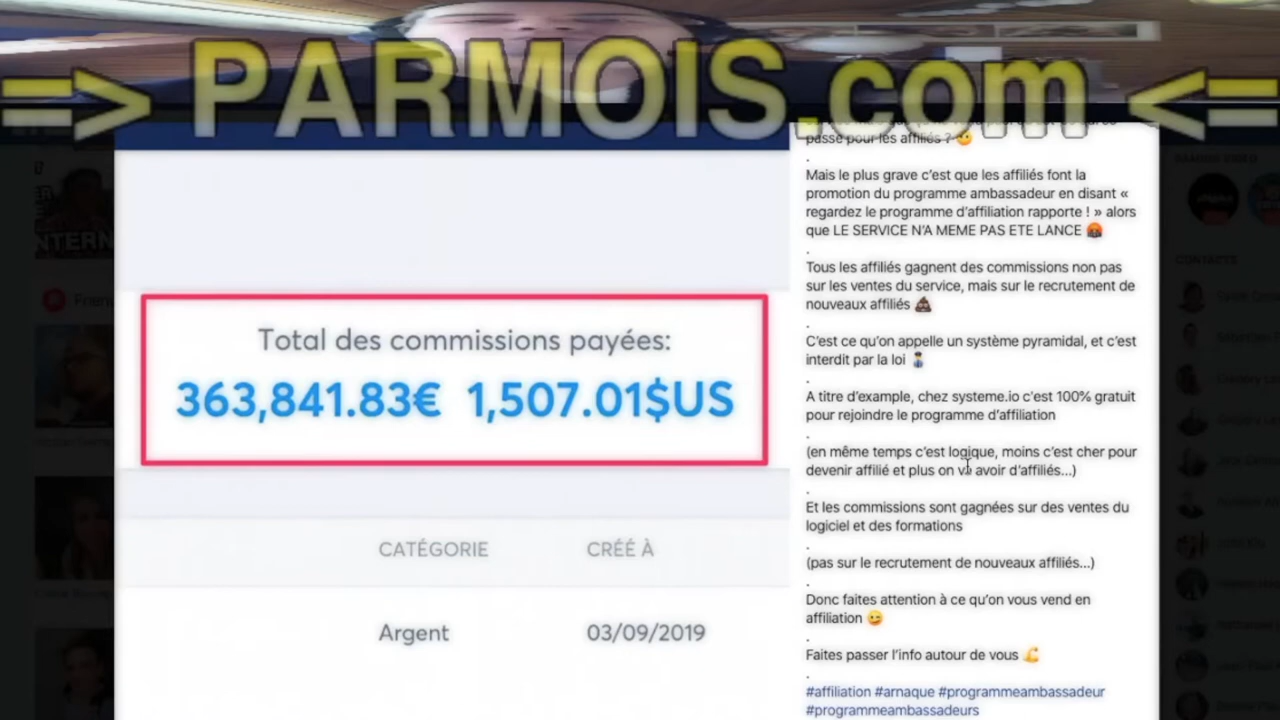 => PARMOIS.com <=
passe pour les affiliés ? 🙂
.
Mais le plus grave c’est que les affiliés font la
promotion du programme ambassadeur en disant «
regardez le programme d’affiliation rapporte ! » alors
que LE SERVICE N’A MEME PAS ETE LANCE 🤬
.
Tous les affiliés gagnent des commissions non pas
sur les ventes du service, mais sur le recrutement de
nouveaux affiliés 💩
.
C’est ce qu’on appelle un système pyramidal, et c’est
interdit par la loi 👮
.
A titre d’example, chez systeme.io c’est 100% gratuit
pour rejoindre le programme d’affiliation
.
(en même temps c’est logique, moins c’est cher pour
devenir affilié et plus on va avoir d’affiliés...)
.
Et les commissions sont gagnées sur des ventes du
logiciel et des formations
.
(pas sur le recrutement de nouveaux affiliés...)
.
Donc faites attention à ce qu’on vous vend en
affiliation 😜
.
Faites passer l’info autour de vous 💪
.
#affiliation #arnaque #programmeambassadeur
#programmeambassadeurs
Total des commissions payées:
363,841.83€ 1,507.01$US
CATÉGORIE CRÉÉ À
Argent 03/09/2019
NTERN
CONTACTS